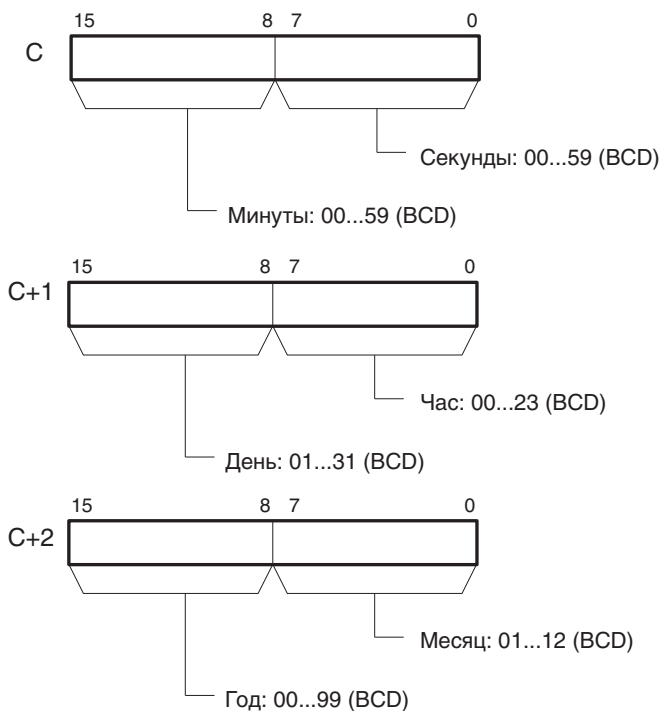 15 8 7 0
C
Секунды: 00...59 (BCD)
Минуты: 00...59 (BCD)
15 8 7 0
C+1
Час: 00...23 (BCD)
День: 01...31 (BCD)
15 8 7 0
C+2
Месяц: 01...12 (BCD)
Год: 00...99 (BCD)